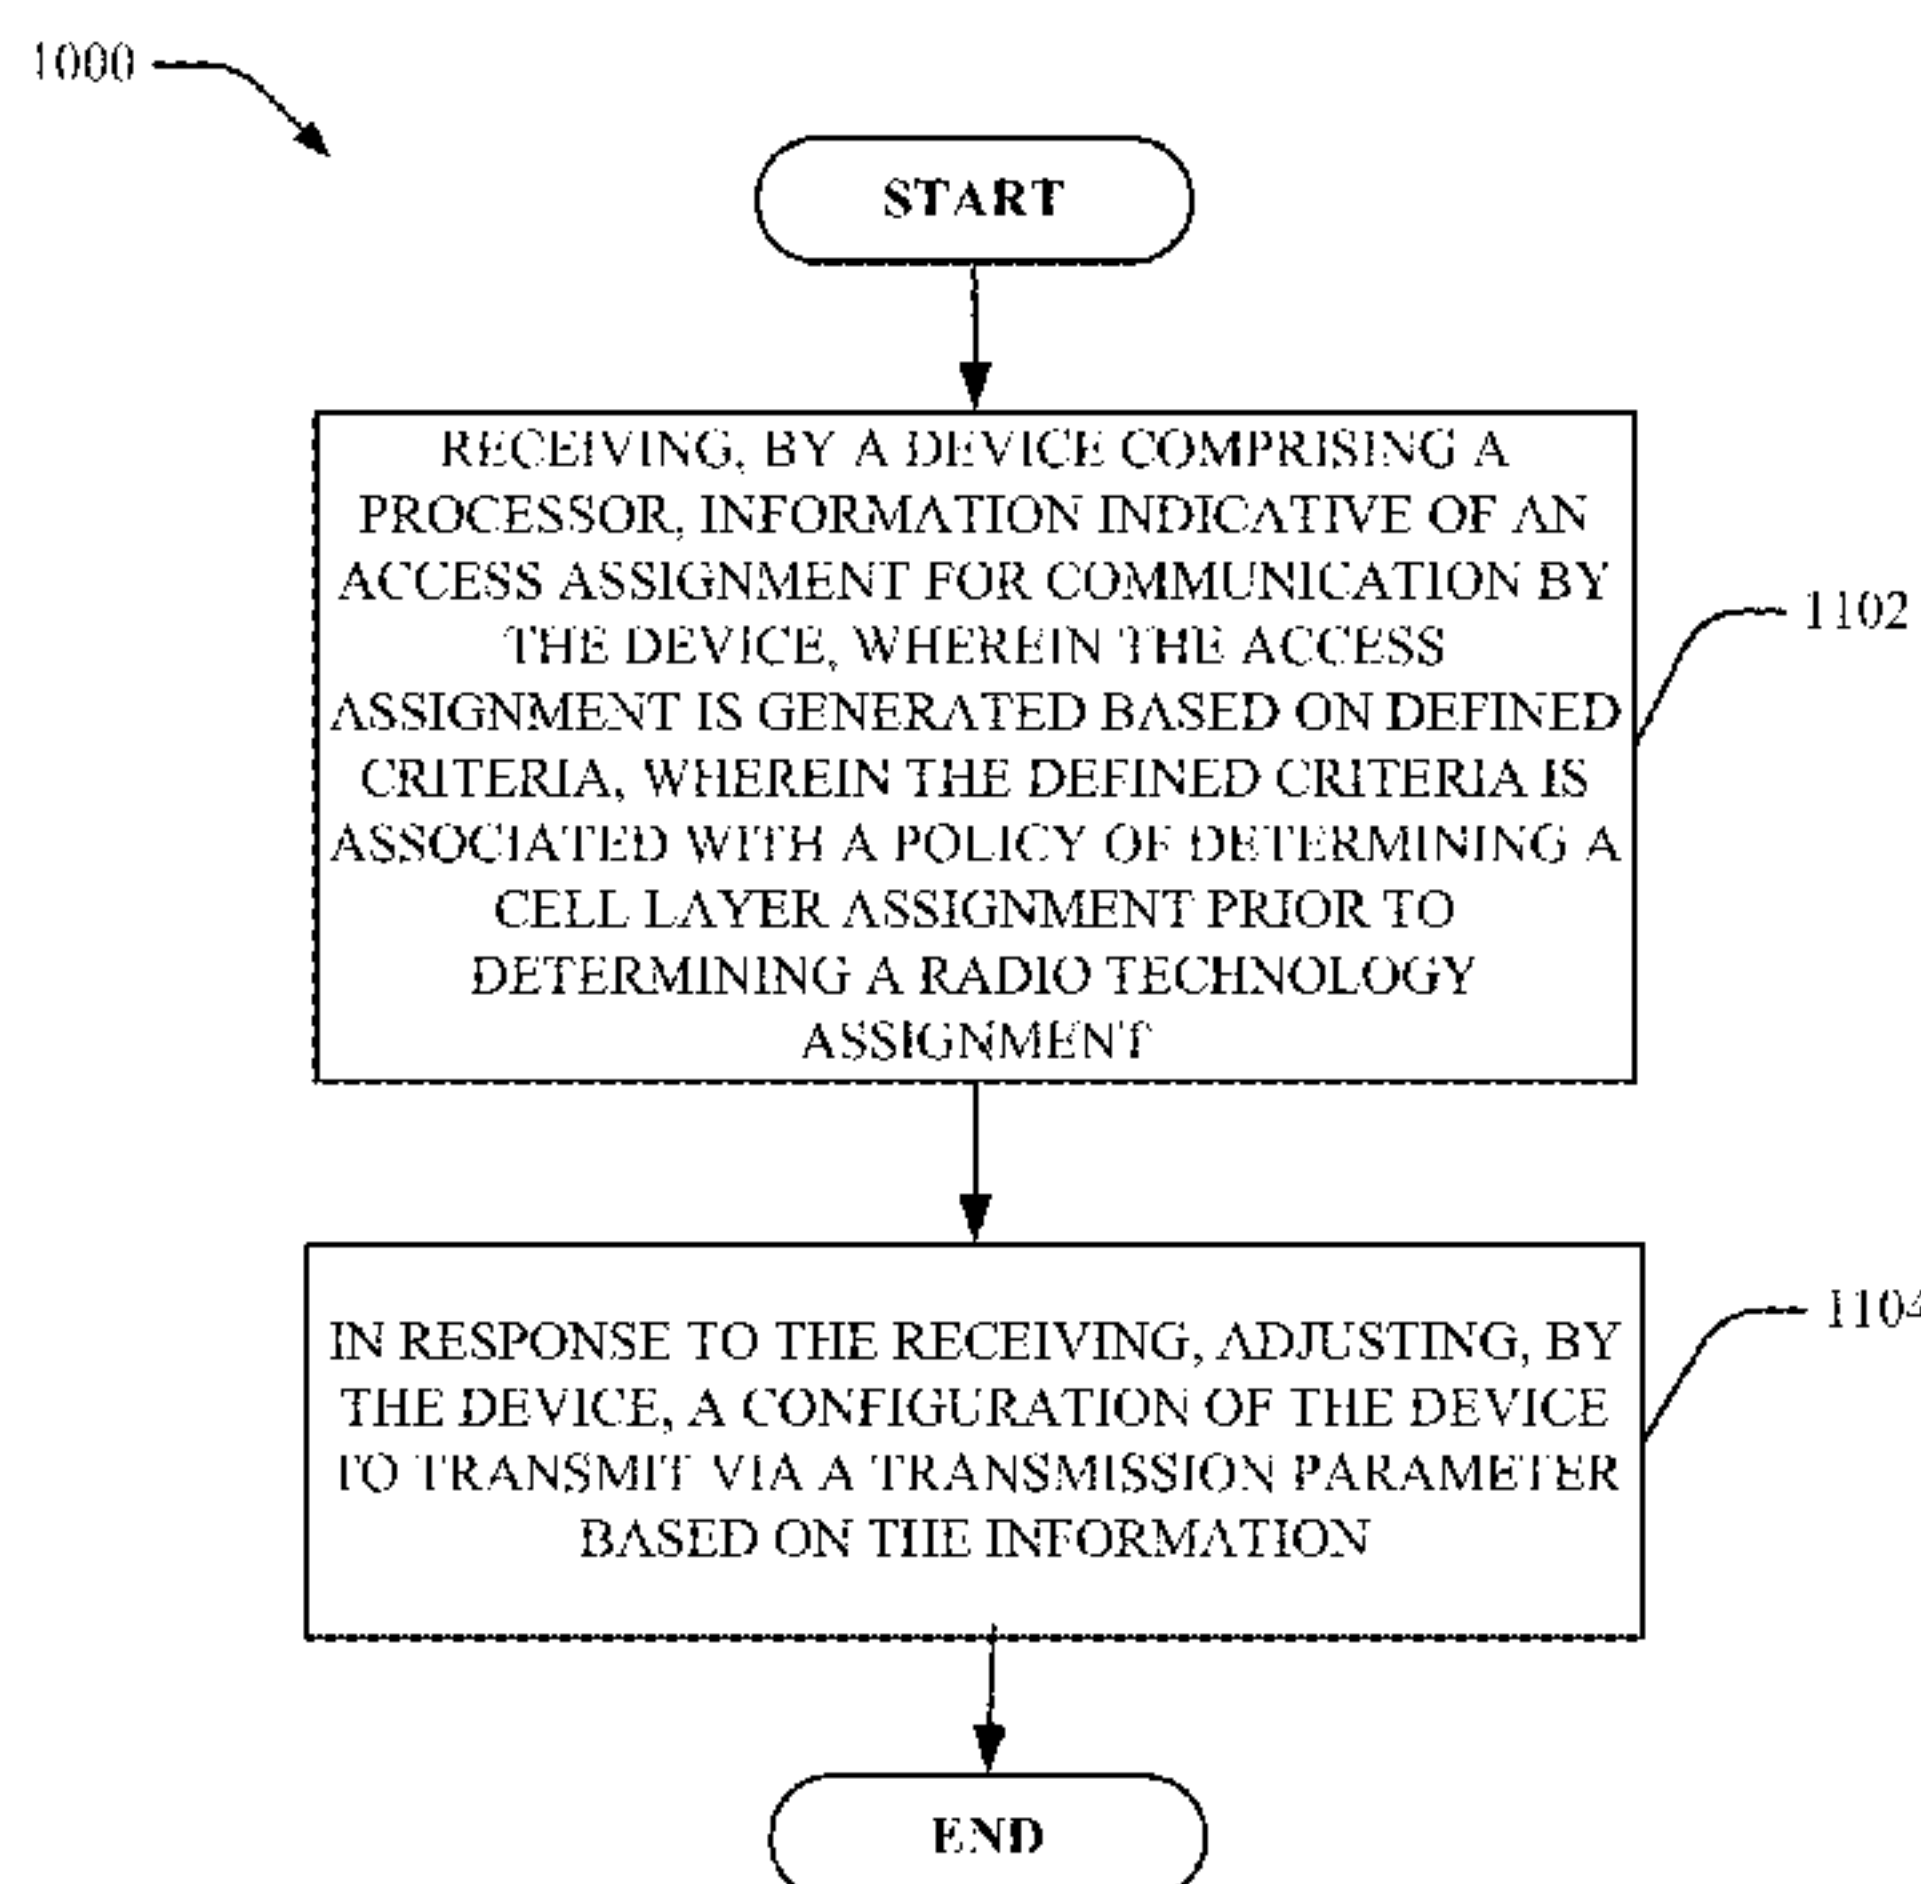 1000
START
RECEIVING, BY A DEVICE COMPRISING A
PROCESSOR, INFORMATION INDICATIVE OF AN
ACCESS ASSIGNMENT FOR COMMUNICATION BY
THE DEVICE, WHEREIN THE ACCESS
ASSIGNMENT IS GENERATED BASED ON DEFINED
CRITERIA, WHEREIN THE DEFINED CRITERIA IS
ASSOCIATED WITH A POLICY OF DETERMINING A
CELL LAYER ASSIGNMENT PRIOR TO
DETERMINING A RADIO TECHNOLOGY
ASSIGNMENT
1102
IN RESPONSE TO THE RECEIVING, ADJUSTING, BY
THE DEVICE, A CONFIGURATION OF THE DEVICE
TO TRANSMIT VIA A TRANSMISSION PARAMETER
BASED ON THE INFORMATION
1104
END